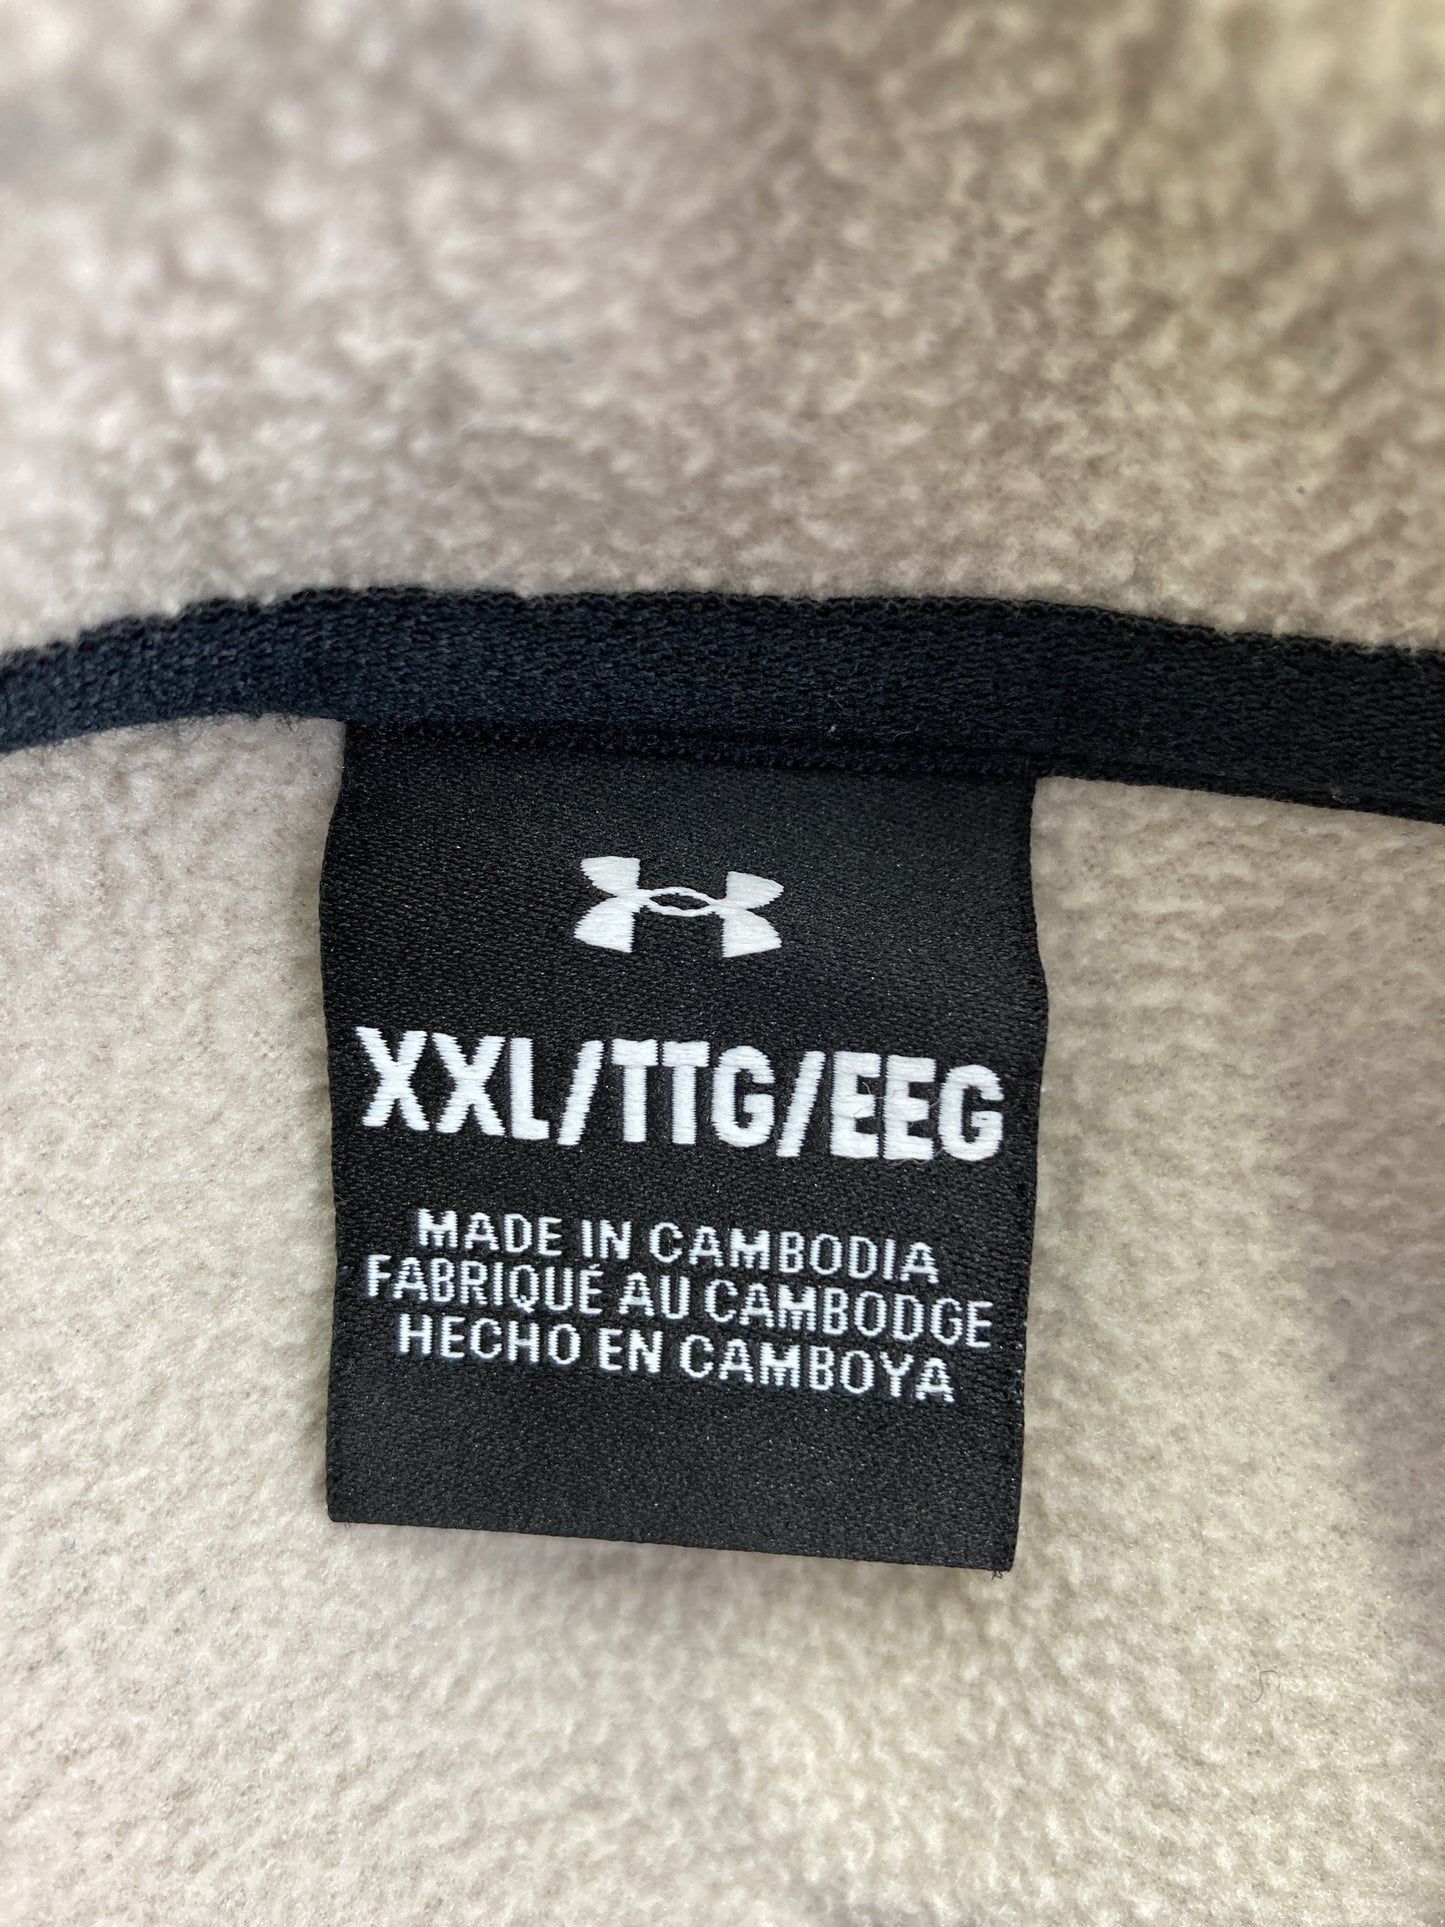 XXL/TTG/EEG
MADE IN CAMBODIA
FABRIQUÉ AU CAMBODGE
HECHO EN CAMBOYA